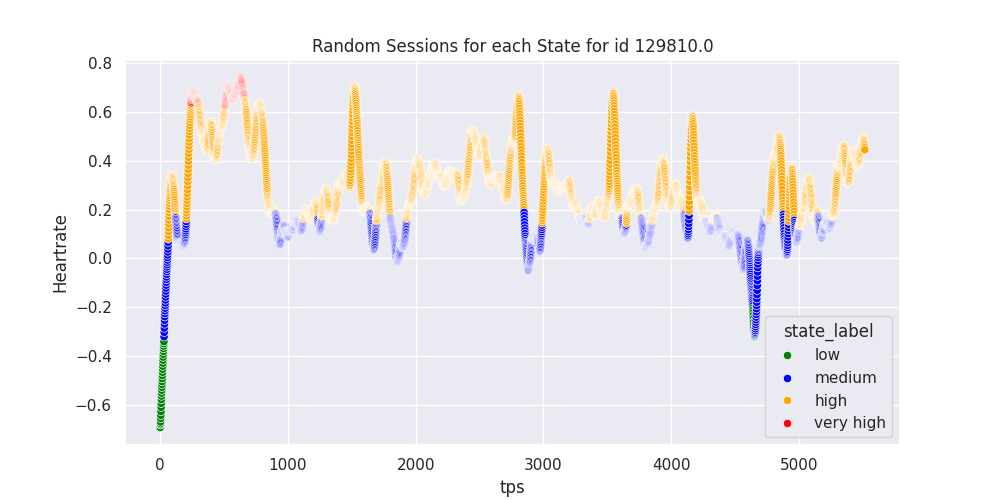 Random Sessions for each State for id 129810.0
Heartrate
0.8
0.6
0.4
0.2
0.0
−0.2
−0.4
−0.6
0
1000
2000
3000
4000
5000
tps
state_label
low
medium
high
very high